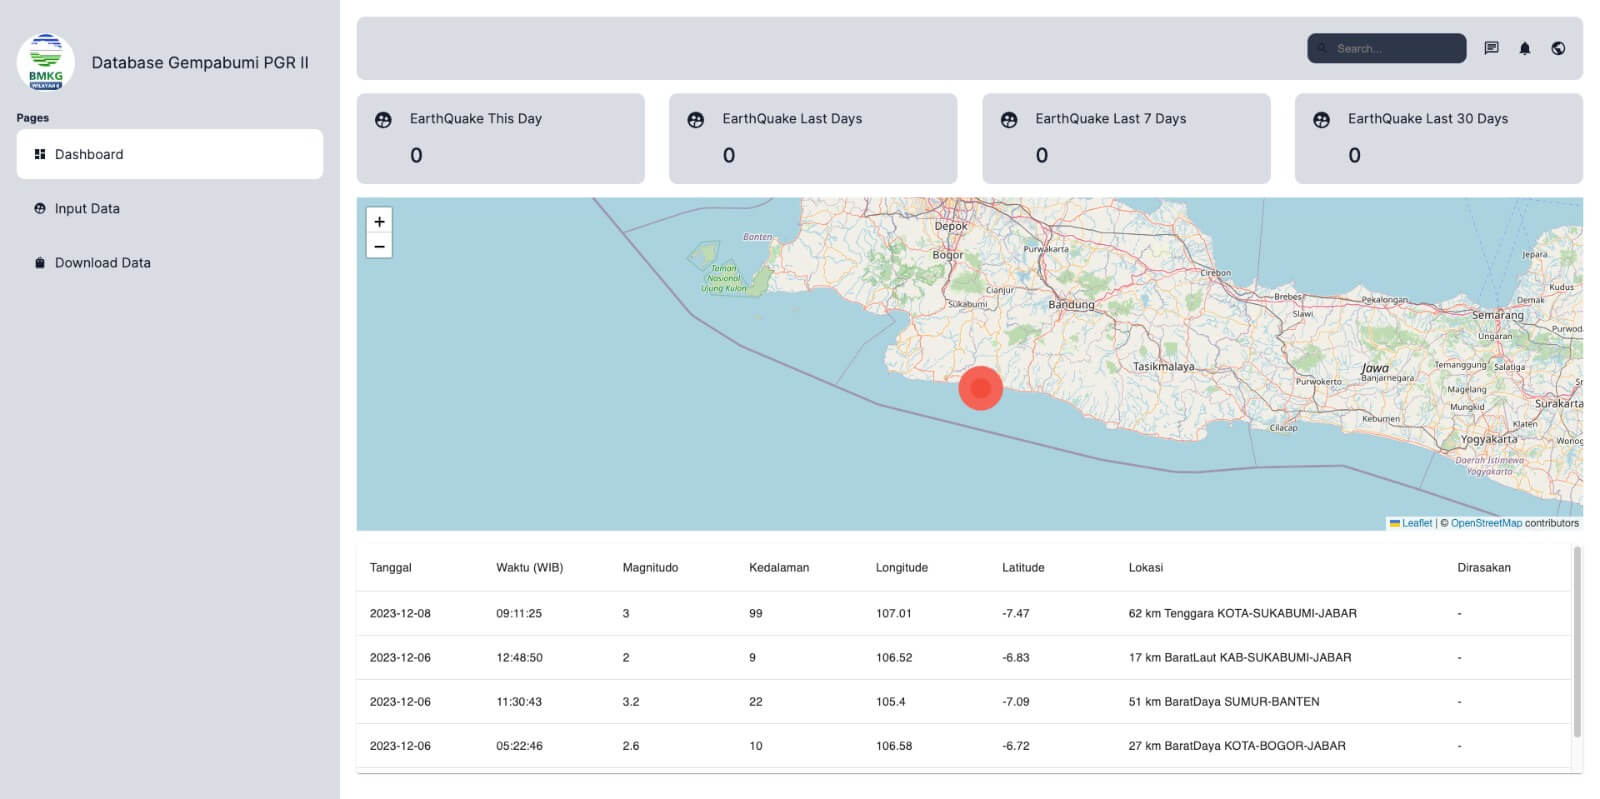 BMKG
WILAYAH II
Database Gempabumi PGR II
Pages
Dashboard
Input Data
Download Data
Search...
EarthQuake This Day
0
EarthQuake Last Days
0
EarthQuake Last 7 Days
0
EarthQuake Last 30 Days
0
+
−
Banten
Taman
Nasional
Ujung Kulon
Depok
Bogor
Purwakarta
Cianjur
Sukabumi
Bandung
Cirebon
Tasikmalaya
Brebes
Slawi
Pekalongan
Jepara
Kudus
Demak
Semarang
Ungaran
Purwod
Jawa
Banjarnegara
Purwokerto
Temanggung
Salatiga
Magelang
Mungkid
Surakarta
Cilacap
Kebumen
Klaten
Yogyakarta
Wonog
Daerah Istimewa
Yogyakarta
Leaflet | © OpenStreetMap contributors
Tanggal Waktu (WIB) Magnitudo Kedalaman Longitude Latitude Lokasi Dirasakan
2023-12-08 09:11:25 3 99 107.01 -7.47 62 km Tenggara KOTA-SUKABUMI-JABAR -
2023-12-06 12:48:50 2 9 106.52 -6.83 17 km BaratLaut KAB-SUKABUMI-JABAR -
2023-12-06 11:30:43 3.2 22 105.4 -7.09 51 km BaratDaya SUMUR-BANTEN -
2023-12-06 05:22:46 2.6 10 106.58 -6.72 27 km BaratDaya KOTA-BOGOR-JABAR -